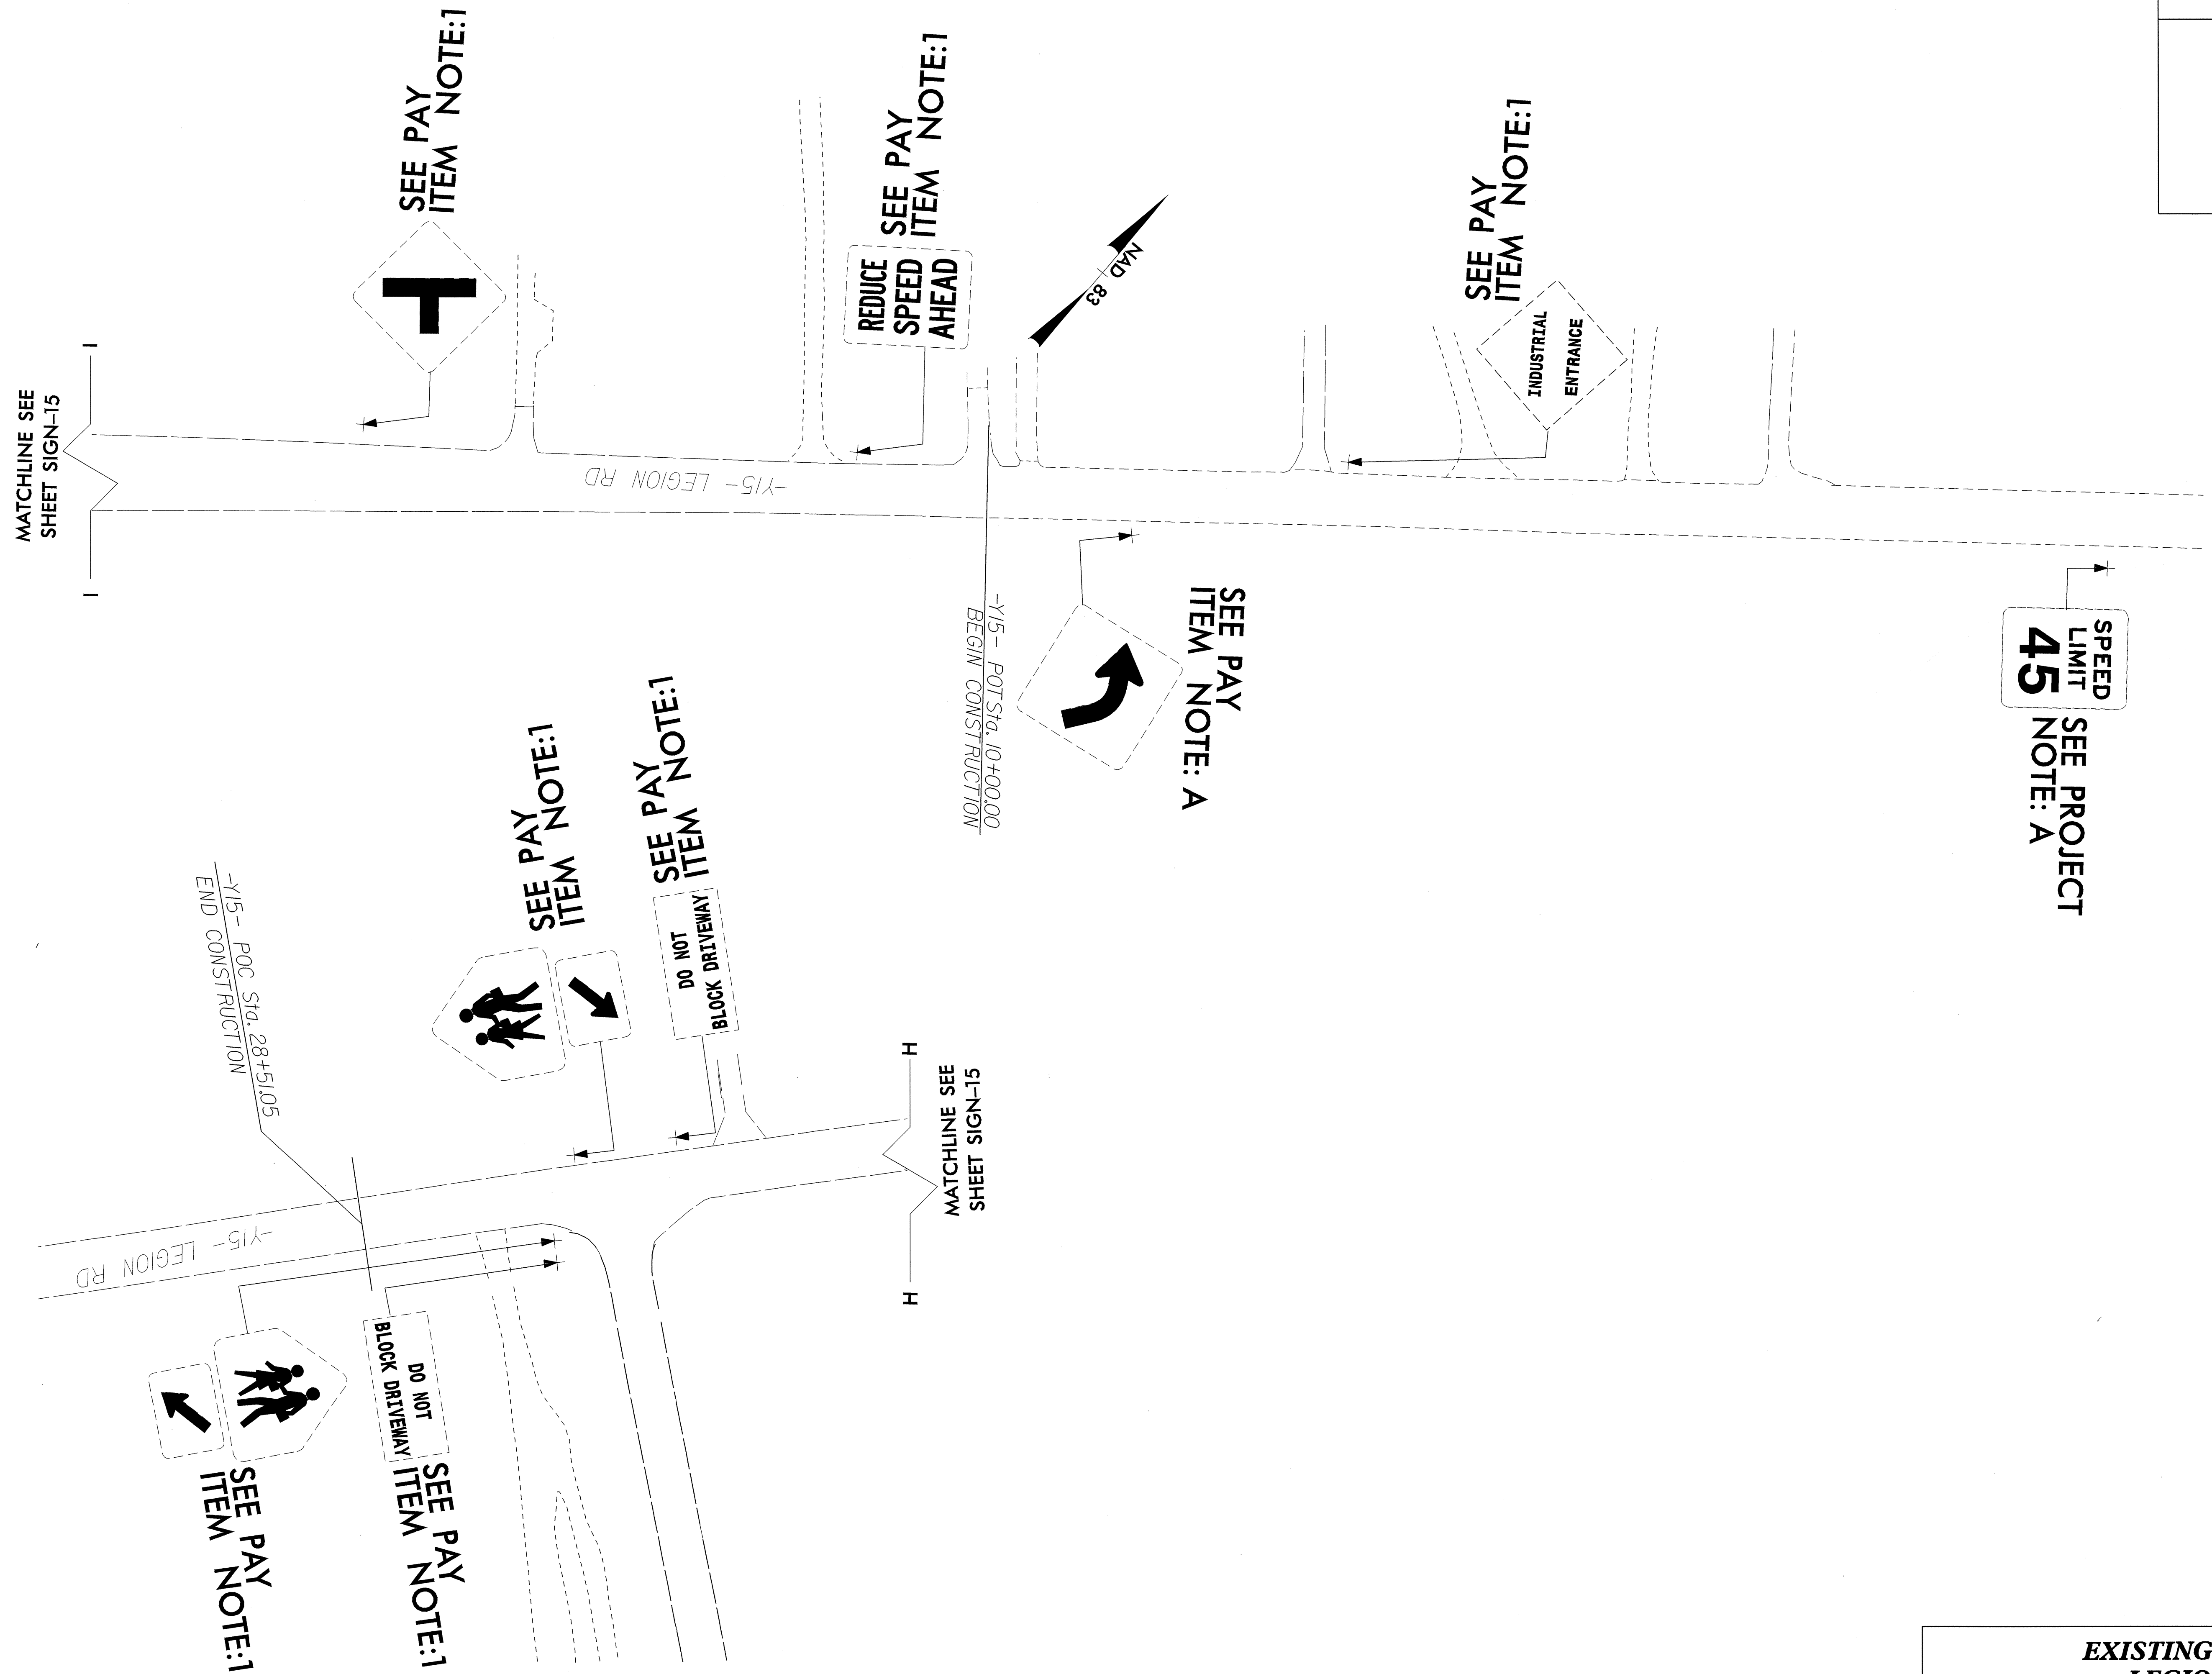 SEE PAY
ITEM NOTE:1
SEE PAY
ITEM NOTE:1
REDUCE
SPEED
AHEAD
NAD 83
SEE PAY
ITEM NOTE:1
INDUSTRIAL
ENTRANCE
I
MATCHLINE SEE
SHEET SIGN-15
I
-Y15- LEGION RD
-Y15- POT Sta. 10+00.00
BEGIN CONSTRUCTION
SEE PAY
ITEM NOTE: A
SPEED
LIMIT
45
SEE PROJECT
NOTE: A
SEE PAY
ITEM NOTE:1
SEE PAY
ITEM NOTE:1
DO NOT
BLOCK DRIVEWAY
-Y15- POC Sta. 28+51.05
END CONSTRUCTION
H
MATCHLINE SEE
SHEET SIGN-15
H
-Y15- LEGION RD
DO NOT
BLOCK DRIVEWAY
SEE PAY
ITEM NOTE:1
SEE PAY
ITEM NOTE:1
EXISTING